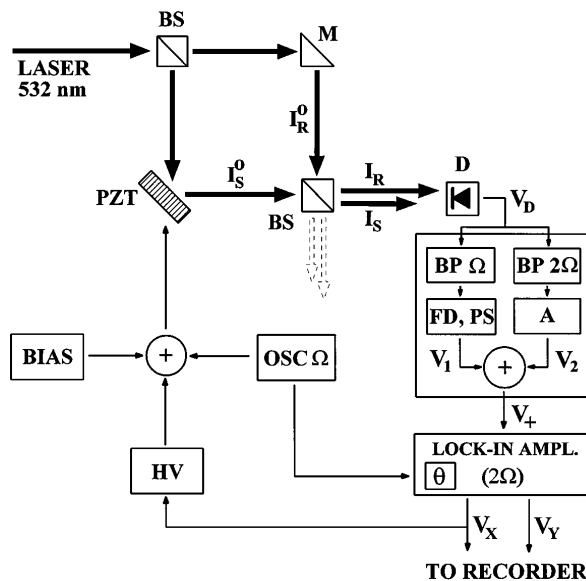 BS
M
LASER
532 nm
I_R^o
PZT
I_S^o
I_R
D
BS
I_S
V_D
BP Ω
BP 2Ω
FD, PS
A
BIAS
+
OSC Ω
V_1
+
V_2
V_+
HV
LOCK-IN AMPL.
θ (2Ω)
V_X
V_Y
TO RECORDER